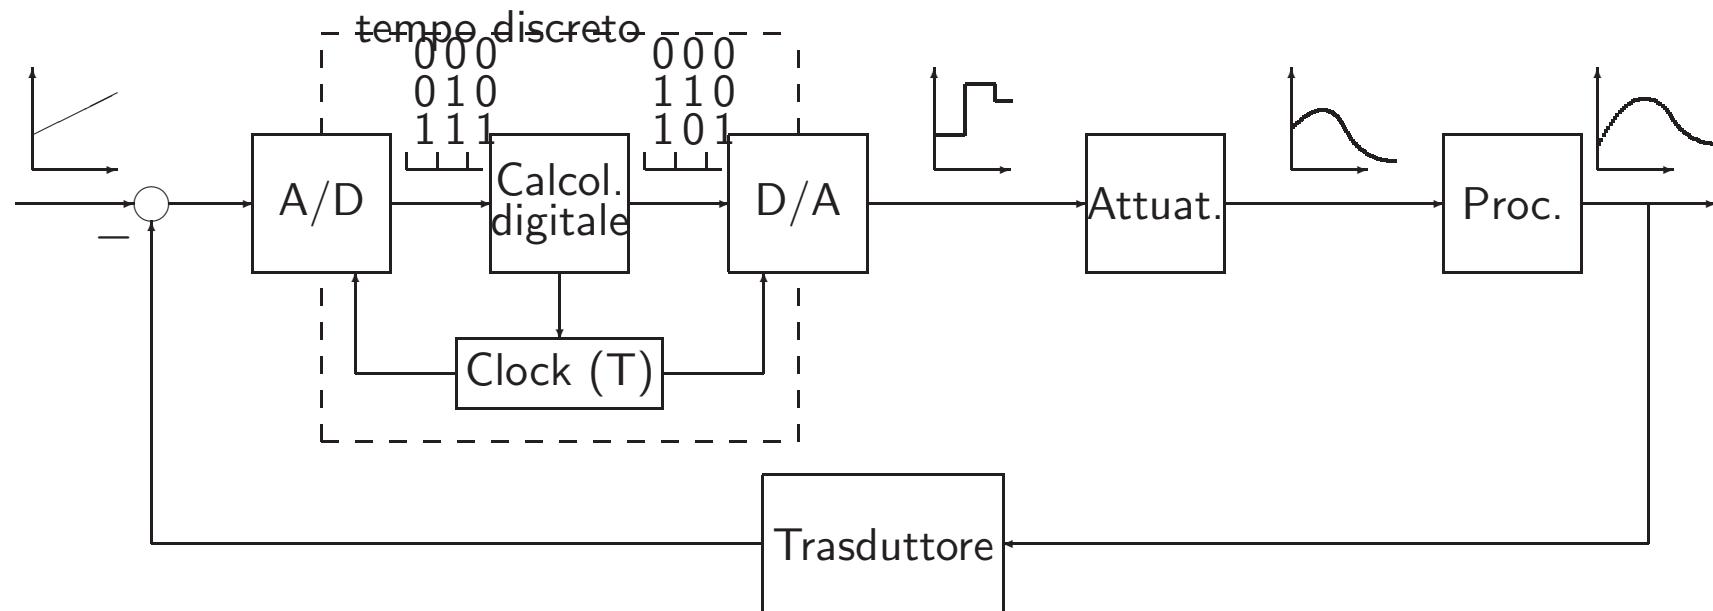 tempo discreto
0 0 0
0 1 0
1 1 1
0 0 0
1 1 0
1 0 1
A/D
Calcol.
digitale
D/A
Attuat.
Proc.
−
Clock (T)
Trasduttore